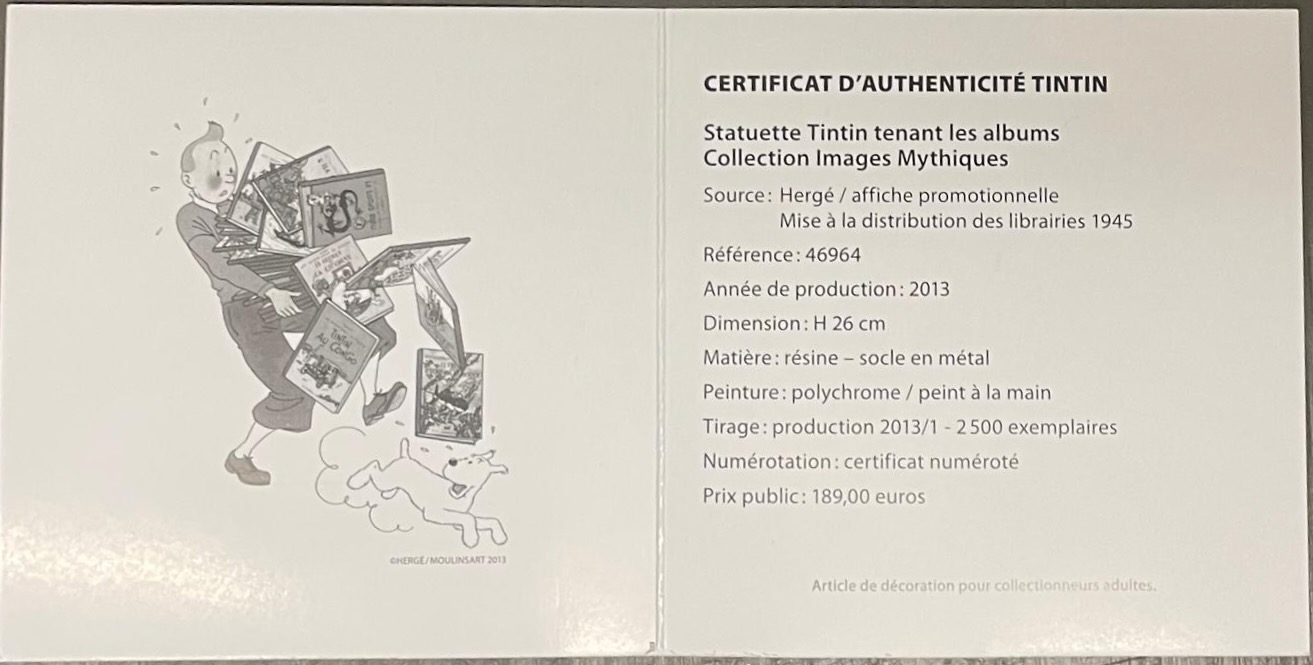 TINTIN
AU CONGO
©HERGÉ/MOULINSART 2013
CERTIFICAT D'AUTHENTICITÉ TINTIN
Statuette Tintin tenant les albums
Collection Images Mythiques
Source : Hergé / affiche promotionnelle
Mise à la distribution des librairies 1945
Référence : 46964
Année de production : 2013
Dimension : H 26 cm
Matière : résine – socle en métal
Peinture : polychrome / peint à la main
Tirage : production 2013/1 - 2 500 exemplaires
Numérotation : certificat numéroté
Prix public : 189,00 euros
Article de décoration pour collectionneurs adultes.